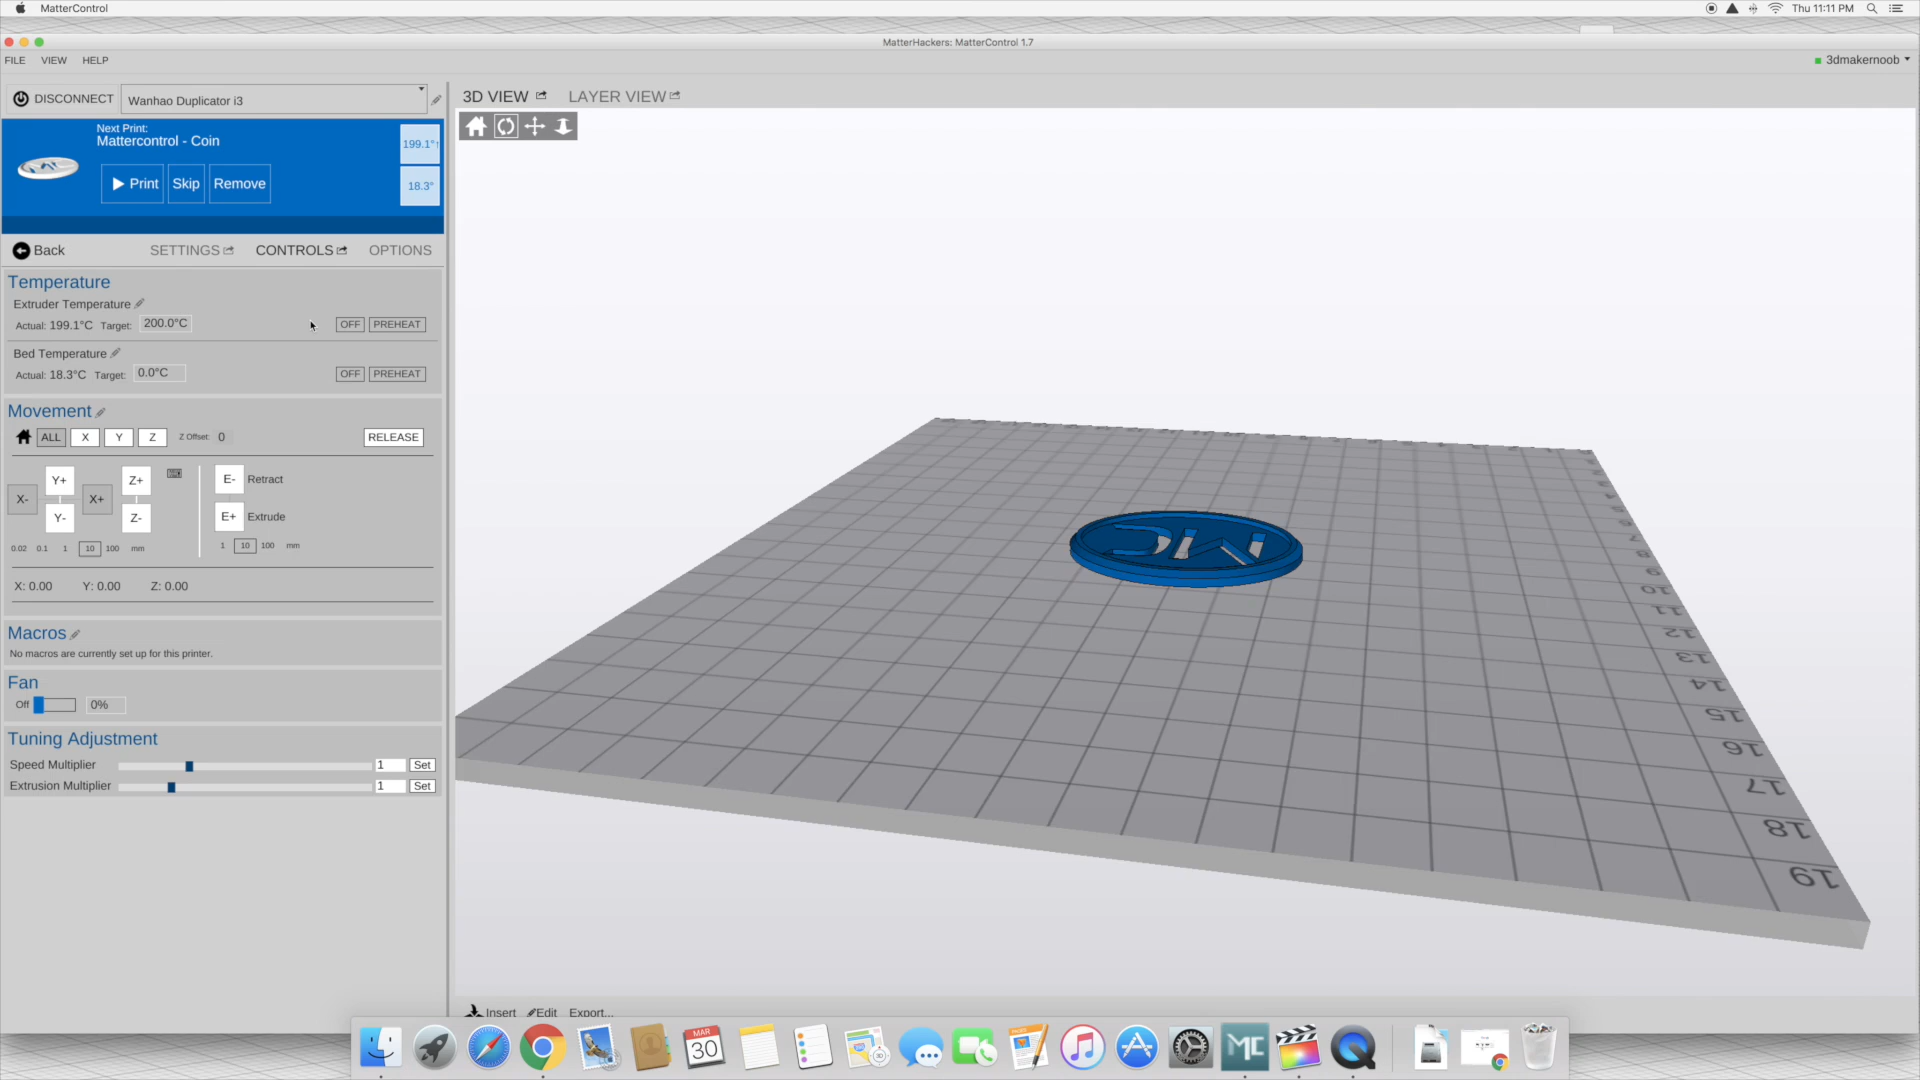 MatterControl
Thu 11:11 PM
MatterHackers: MatterControl 1.7
FILE VIEW HELP
3dmakernoob
DISCONNECT
Wanhao Duplicator i3
3D VIEW
LAYER VIEW
Next Print:
Mattercontrol - Coin
199.1°↑
Print Skip Remove
18.3°
Back
SETTINGS
CONTROLS
OPTIONS
Temperature
Extruder Temperature
Actual: 199.1°C Target: 200.0°C
OFF PREHEAT
Bed Temperature
Actual: 18.3°C Target: 0.0°C
OFF PREHEAT
Movement
ALL X Y Z Z Offset: 0 RELEASE
Y+ Z+ E- Retract
X- X+
Y- Z- E+ Extrude
0.02 0.1 1 10 100 mm 1 10 100 mm
X: 0.00 Y: 0.00 Z: 0.00
Macros
No macros are currently set up for this printer.
Fan
Off 0%
Tuning Adjustment
Speed Multiplier 1 Set
Extrusion Multiplier 1 Set
MC
8
9
10
11
12
13
14
15
16
17
18
19
Insert Edit Export...
MAR
30
PAGES
MC